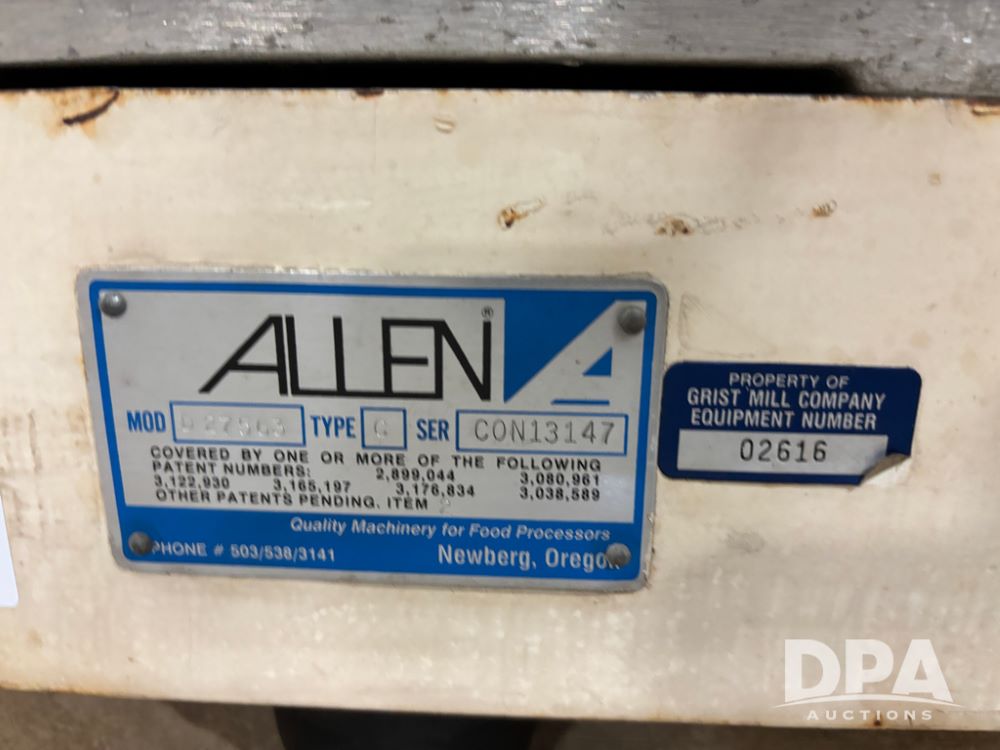 ALLEN®
MOD TYPE G SER CON13147
COVERED BY ONE OR MORE OF THE FOLLOWING
PATENT NUMBERS: 2,899,044 3,080,961
3,122,930 3,165,197 3,176,834 3,038,589
OTHER PATENTS PENDING, ITEM 2
Quality Machinery for Food Processors
PHONE # 503/538/3141 Newberg, Oregon
PROPERTY OF
GRIST MILL COMPANY
EQUIPMENT NUMBER
02616
DPA
AUCTIONS